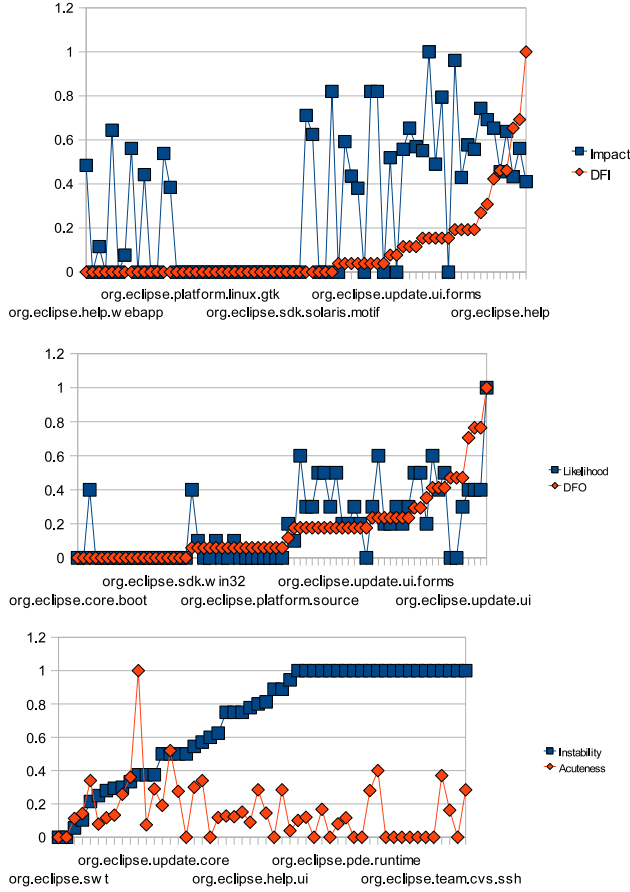 1.2
1
0.8
0.6
0.4
0.2
0
Impact
DFI
org.eclipse.platform.linux.gtk org.eclipse.update.ui.forms
org.eclipse.help.webapp org.eclipse.sdk.solaris.motif org.eclipse.help
1.2
1
0.8
0.6
0.4
0.2
0
Likelihood
DFO
org.eclipse.sdk.win32 org.eclipse.update.ui.forms
org.eclipse.core.boot org.eclipse.platform.source org.eclipse.update.ui
1.2
1
0.8
0.6
0.4
0.2
0
Instability
Acuteness
org.eclipse.update.core org.eclipse.pde.runtime
org.eclipse.swt org.eclipse.help.ui org.eclipse.team.cvs.ssh